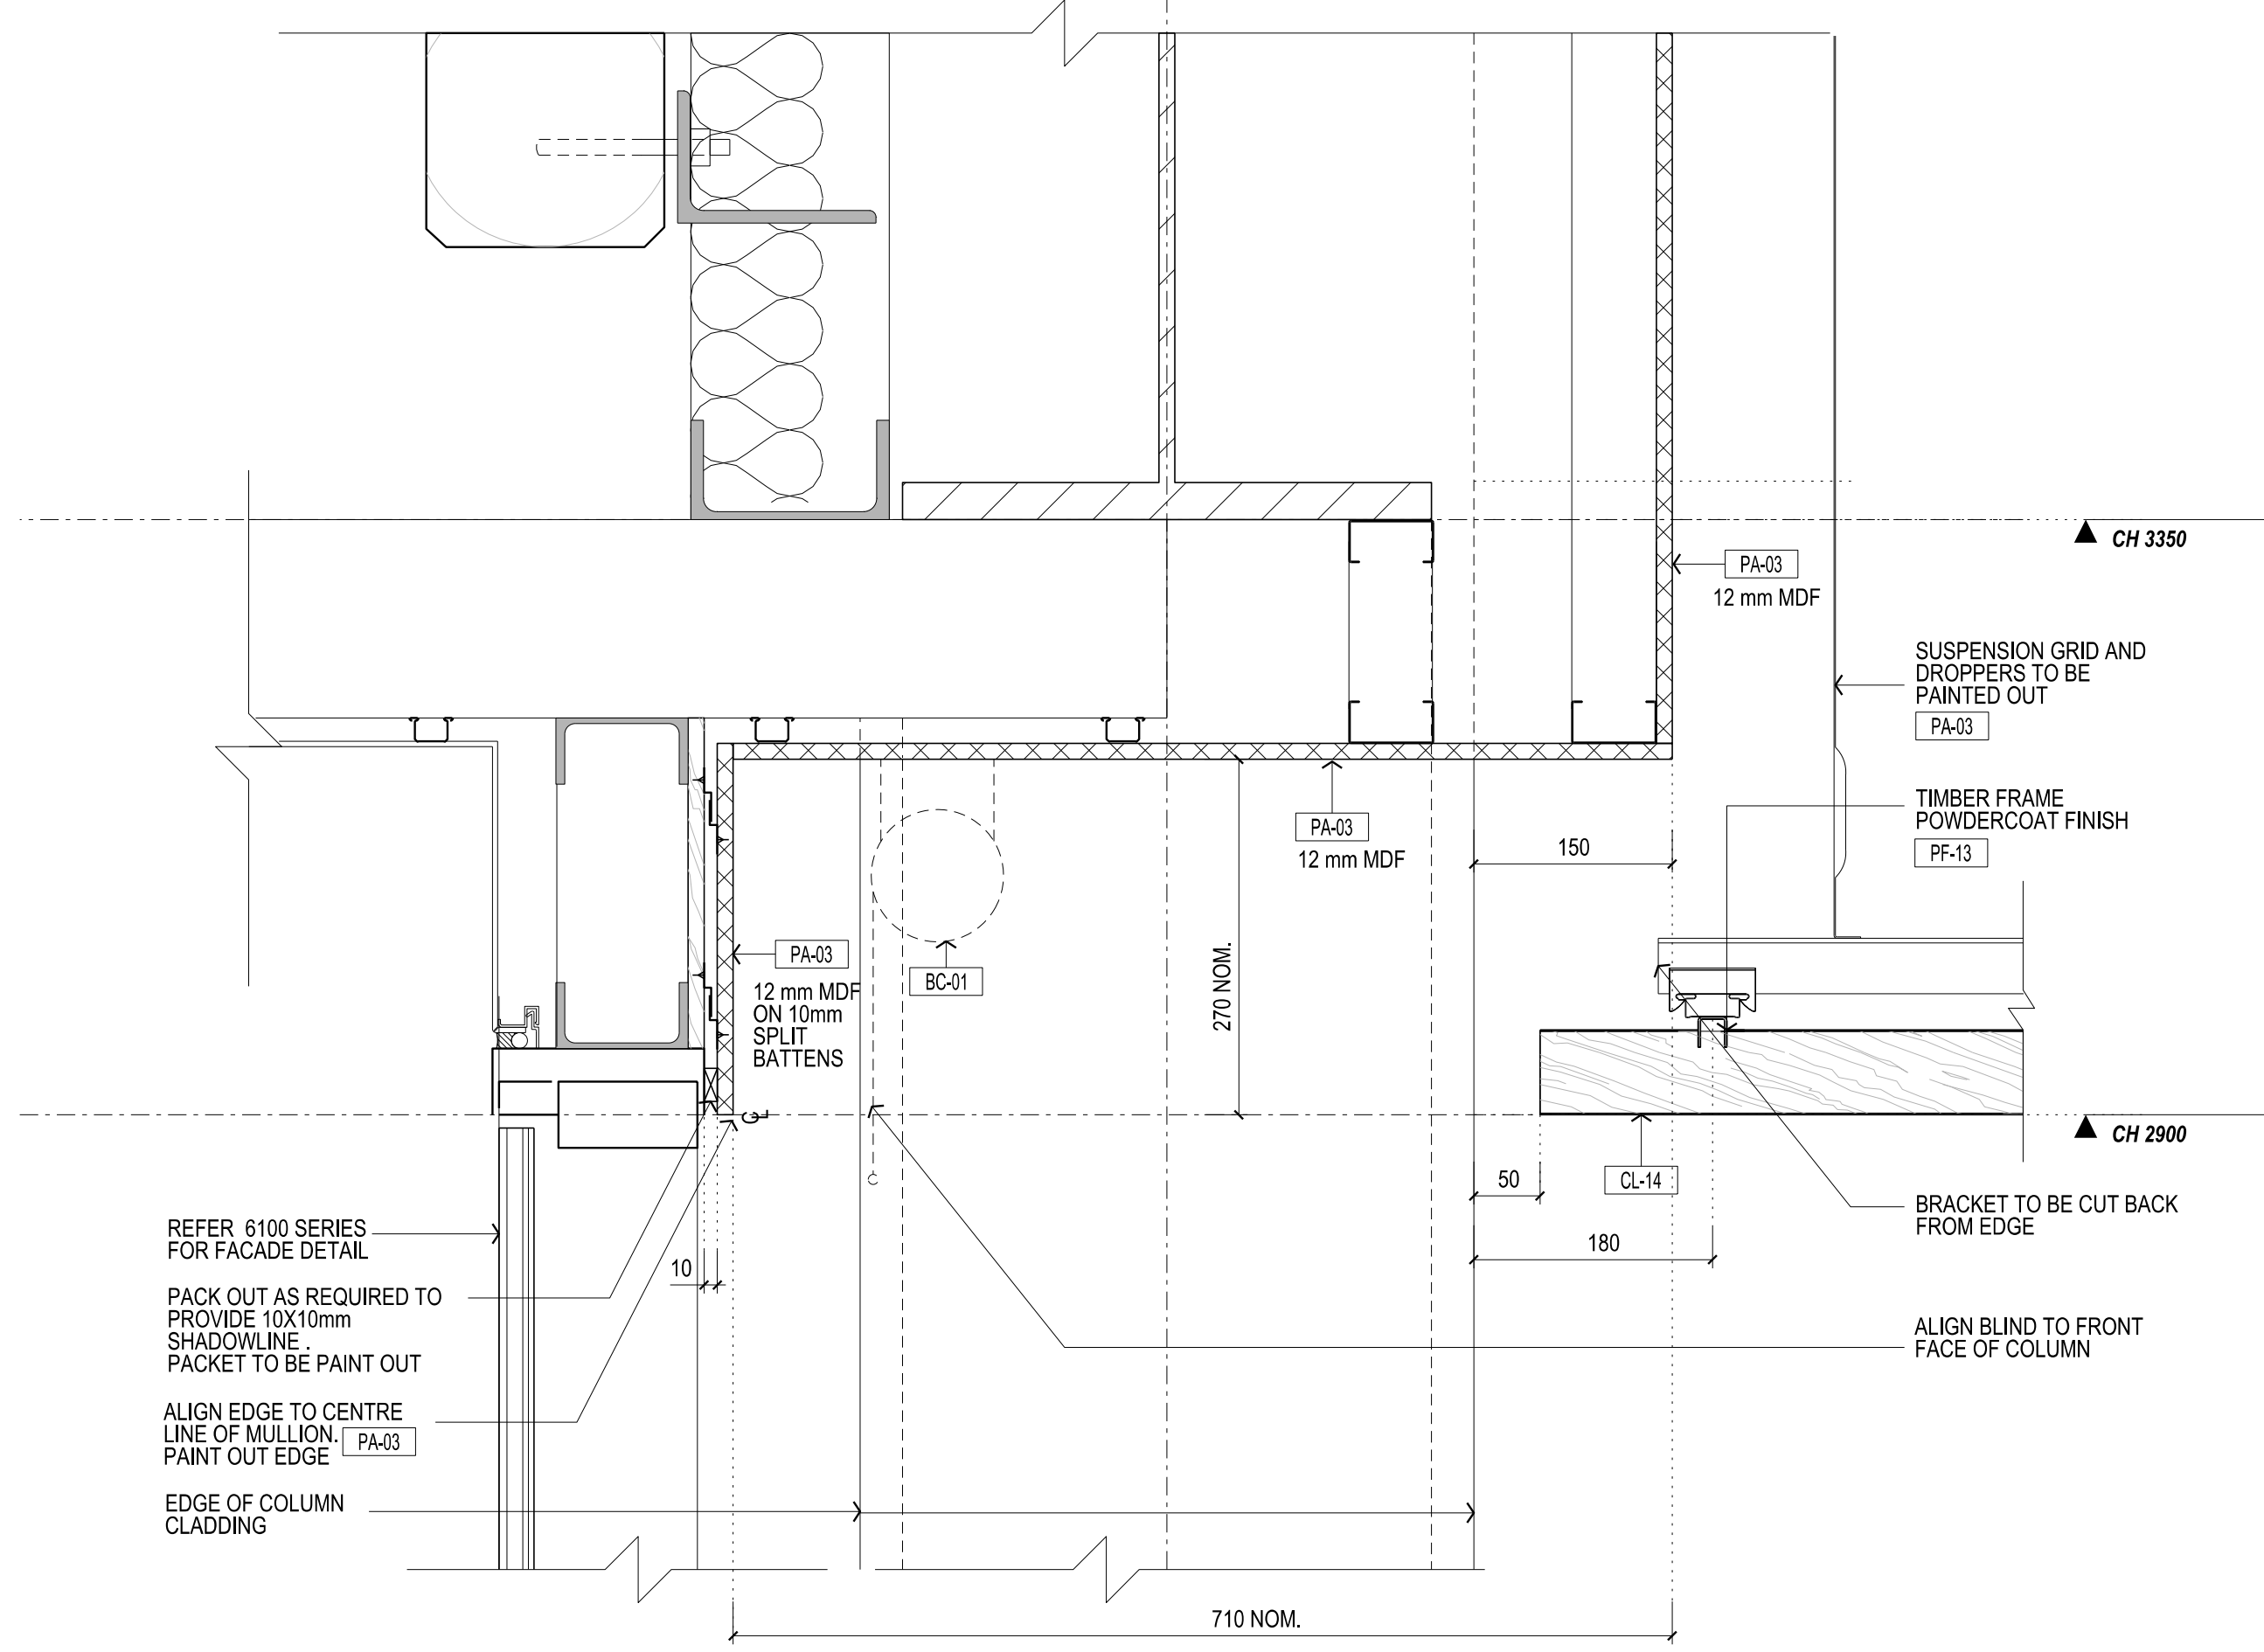 CH 3350
PA-03
12 mm MDF
SUSPENSION GRID AND
DROPPERS TO BE
PAINTED OUT
PA-03
TIMBER FRAME
POWDERCOAT FINISH
PF-13
PA-03
12 mm MDF
150
PA-03
12 mm MDF
ON 10mm
SPLIT
BATTENS
BC-01
270 NOM.
CL
CH 2900
50
CL-14
180
BRACKET TO BE CUT BACK
FROM EDGE
REFER 6100 SERIES
FOR FACADE DETAIL
10
PACK OUT AS REQUIRED TO
PROVIDE 10X10mm
SHADOWLINE .
PACKET TO BE PAINT OUT
ALIGN BLIND TO FRONT
FACE OF COLUMN
ALIGN EDGE TO CENTRE
LINE OF MULLION.
PAINT OUT EDGE
PA-03
EDGE OF COLUMN
CLADDING
710 NOM.